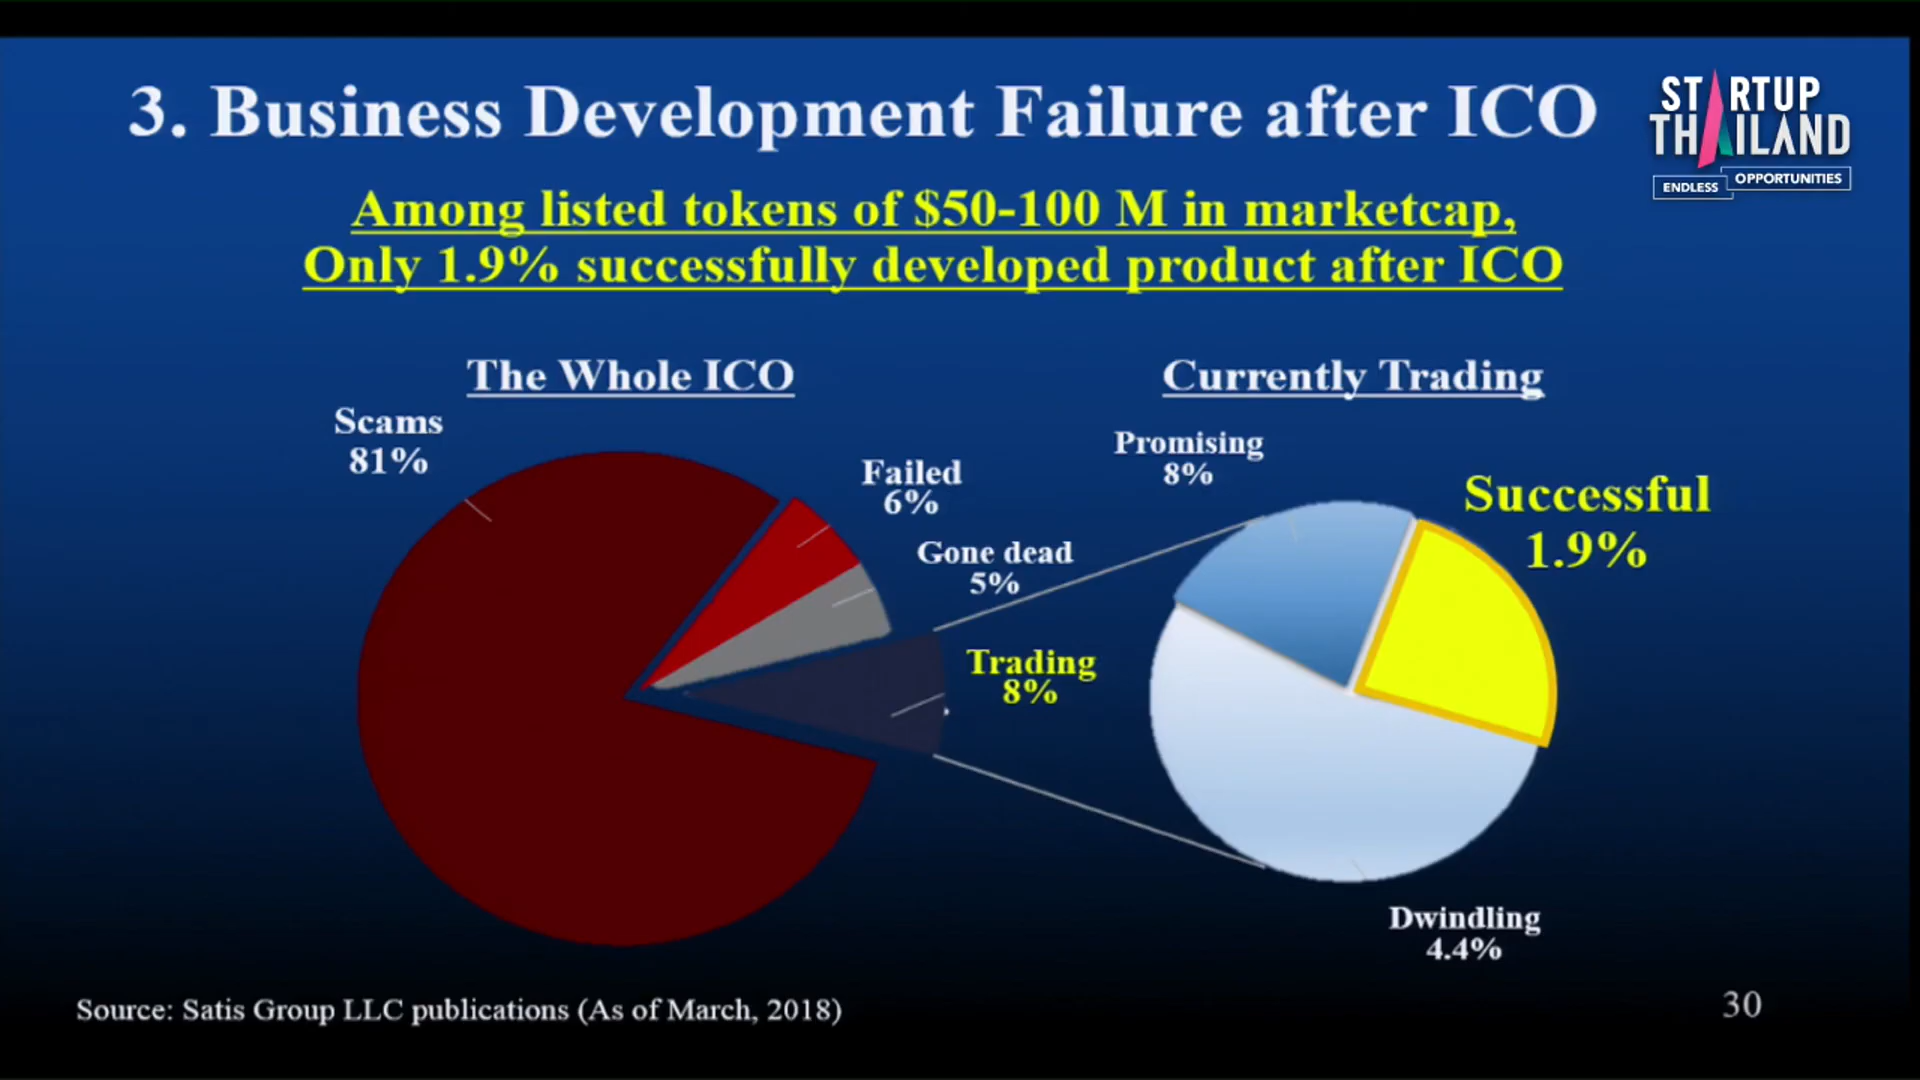 3. Business Development Failure after ICO
STARTUP
THAILAND
ENDLESS OPPORTUNITIES
Among listed tokens of $50-100 M in marketcap,
Only 1.9% successfully developed product after ICO
The Whole ICO
Currently Trading
Scams
81%
Failed
6%
Gone dead
5%
Trading
8%
Promising
8%
Successful
1.9%
Dwindling
4.4%
Source: Satis Group LLC publications (As of March, 2018)
30